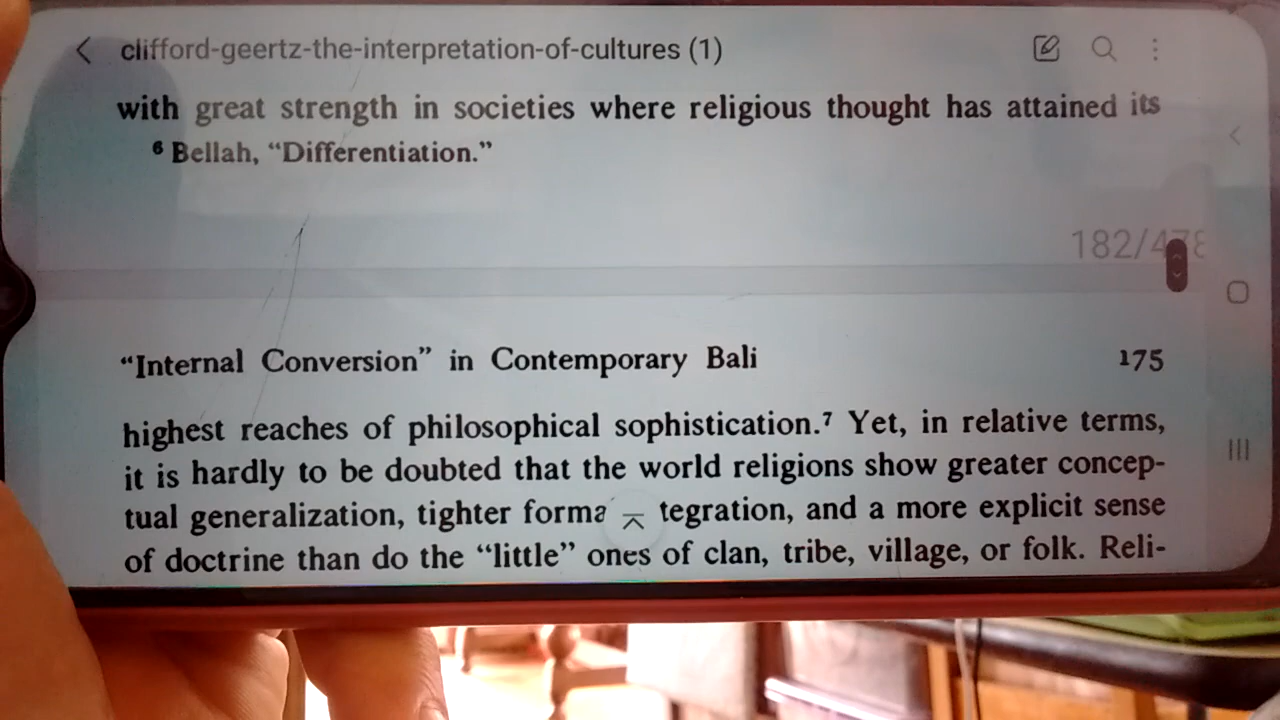 clifford-geertz-the-interpretation-of-cultures (1)
with great strength in societies where religious thought has attained its
6 Bellah, “Differentiation.”
182/478
“Internal Conversion” in Contemporary Bali 175
highest reaches of philosophical sophistication.7 Yet, in relative terms,
it is hardly to be doubted that the world religions show greater concep-
tual generalization, tighter forma tegration, and a more explicit sense
of doctrine than do the “little” ones of clan, tribe, village, or folk. Reli-